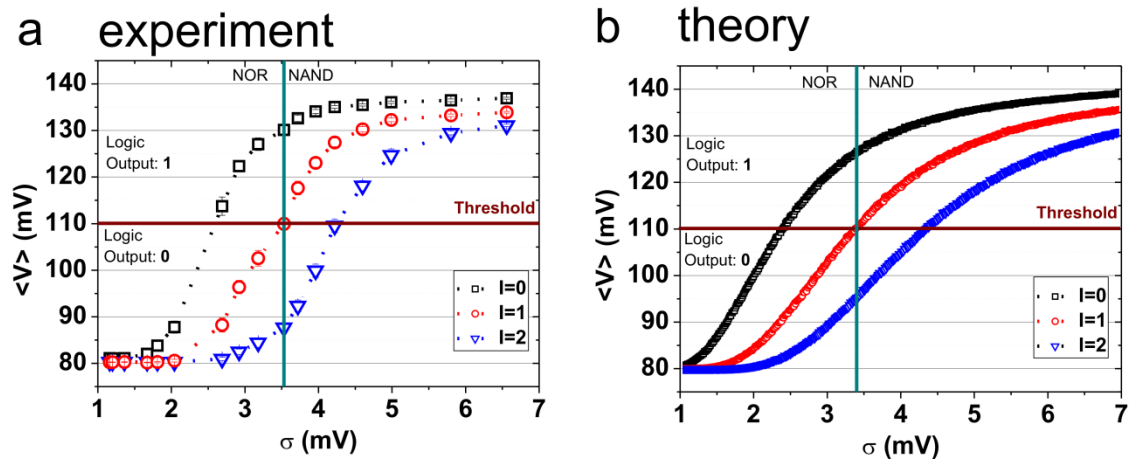 a experiment
NOR NAND
140
130
120
110
100
90
80
<V> (mV)
Logic
Output: 1
Threshold
Logic
Output: 0
I=0
I=1
I=2
1 2 3 4 5 6 7
σ (mV)
b theory
NOR NAND
140
130
120
110
100
90
80
<V> (mV)
Logic
Output: 1
Threshold
Logic
Output: 0
I=0
I=1
I=2
1 2 3 4 5 6 7
σ (mV)